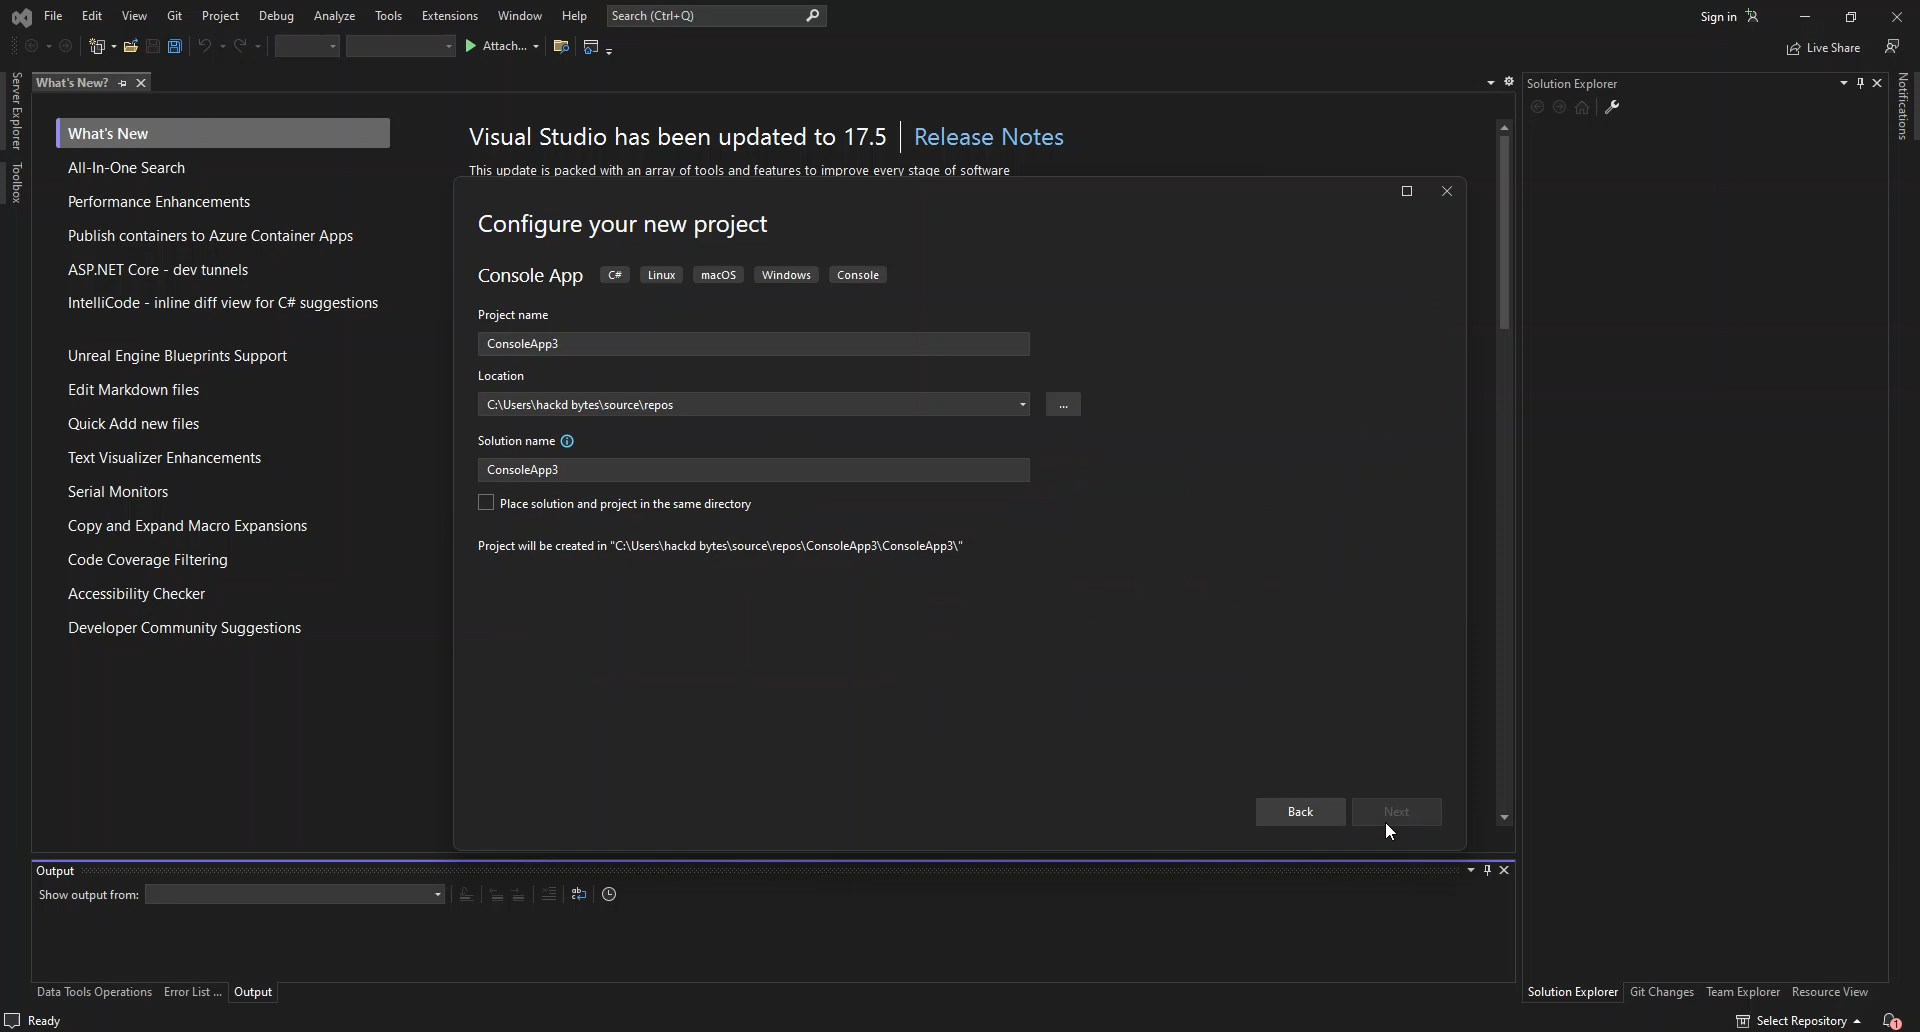 File Edit View Git Project Debug Analyze Tools Extensions Window Help Search (Ctrl+Q) Sign in
Attach... Live Share
Server Explorer
Toolbox
What's New?
What's New
All-In-One Search
Performance Enhancements
Publish containers to Azure Container Apps
ASP.NET Core - dev tunnels
IntelliCode - inline diff view for C# suggestions
Unreal Engine Blueprints Support
Edit Markdown files
Quick Add new files
Text Visualizer Enhancements
Serial Monitors
Copy and Expand Macro Expansions
Code Coverage Filtering
Accessibility Checker
Developer Community Suggestions
Visual Studio has been updated to 17.5 Release Notes
This update is packed with an array of tools and features to improve every stage of software
Configure your new project
Console App C# Linux macOS Windows Console
Project name
ConsoleApp3
Location
C:\Users\hackd bytes\source\repos
...
Solution name
ConsoleApp3
Place solution and project in the same directory
Project will be created in "C:\Users\hackd bytes\source\repos\ConsoleApp3\ConsoleApp3\"
Back Next
Solution Explorer
Notifications
Output
Show output from:
Data Tools Operations Error List ... Output
Solution Explorer Git Changes Team Explorer Resource View
Ready
Select Repository
1